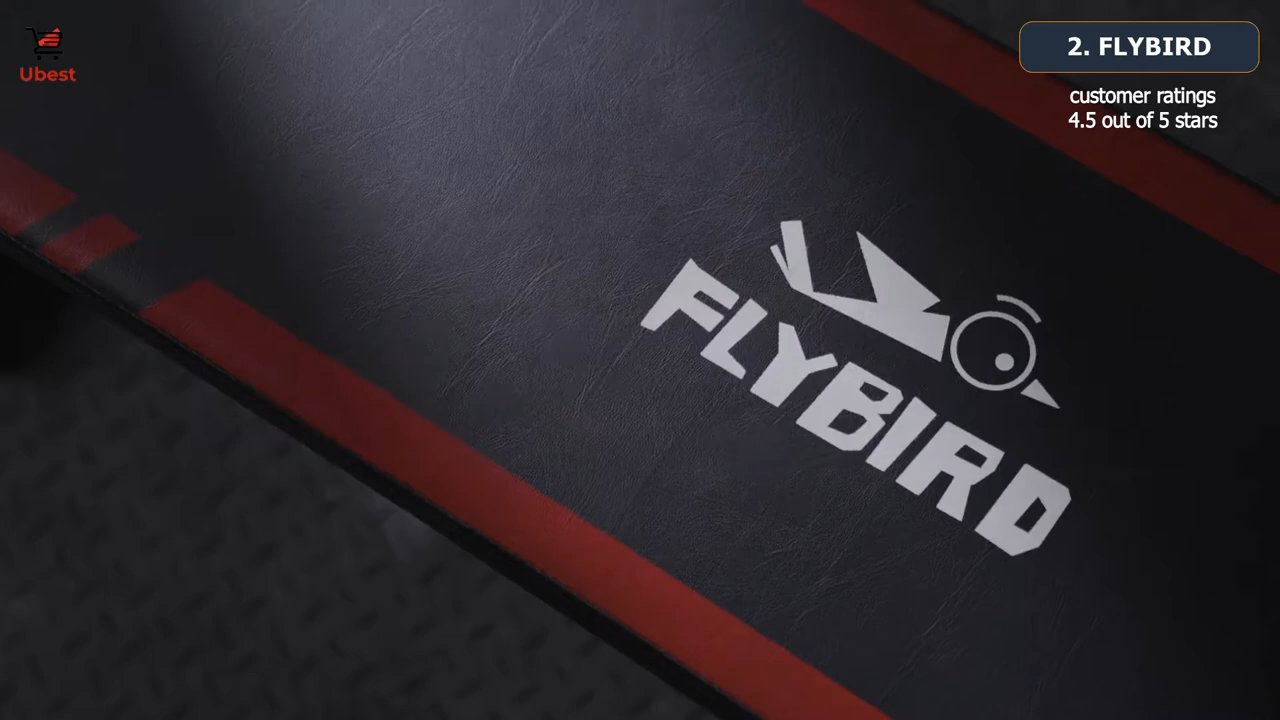 Ubest
2. FLYBIRD
customer ratings
4.5 out of 5 stars
FLYBIRD